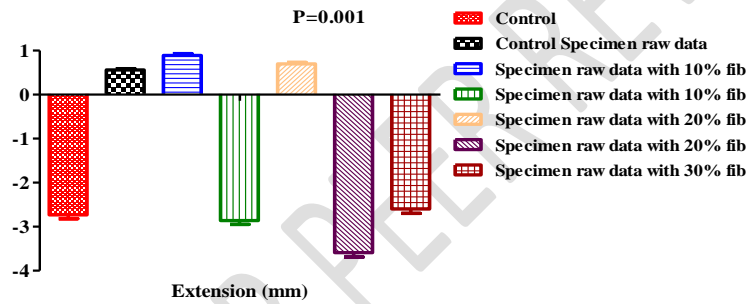 P=0.001
Control
Control Specimen raw data
Specimen raw data with 10% fib
Specimen raw data with 10% fib
Specimen raw data with 20% fib
Specimen raw data with 20% fib
Specimen raw data with 30% fib
1
0
-1
-2
-3
-4
Extension (mm)
PEER